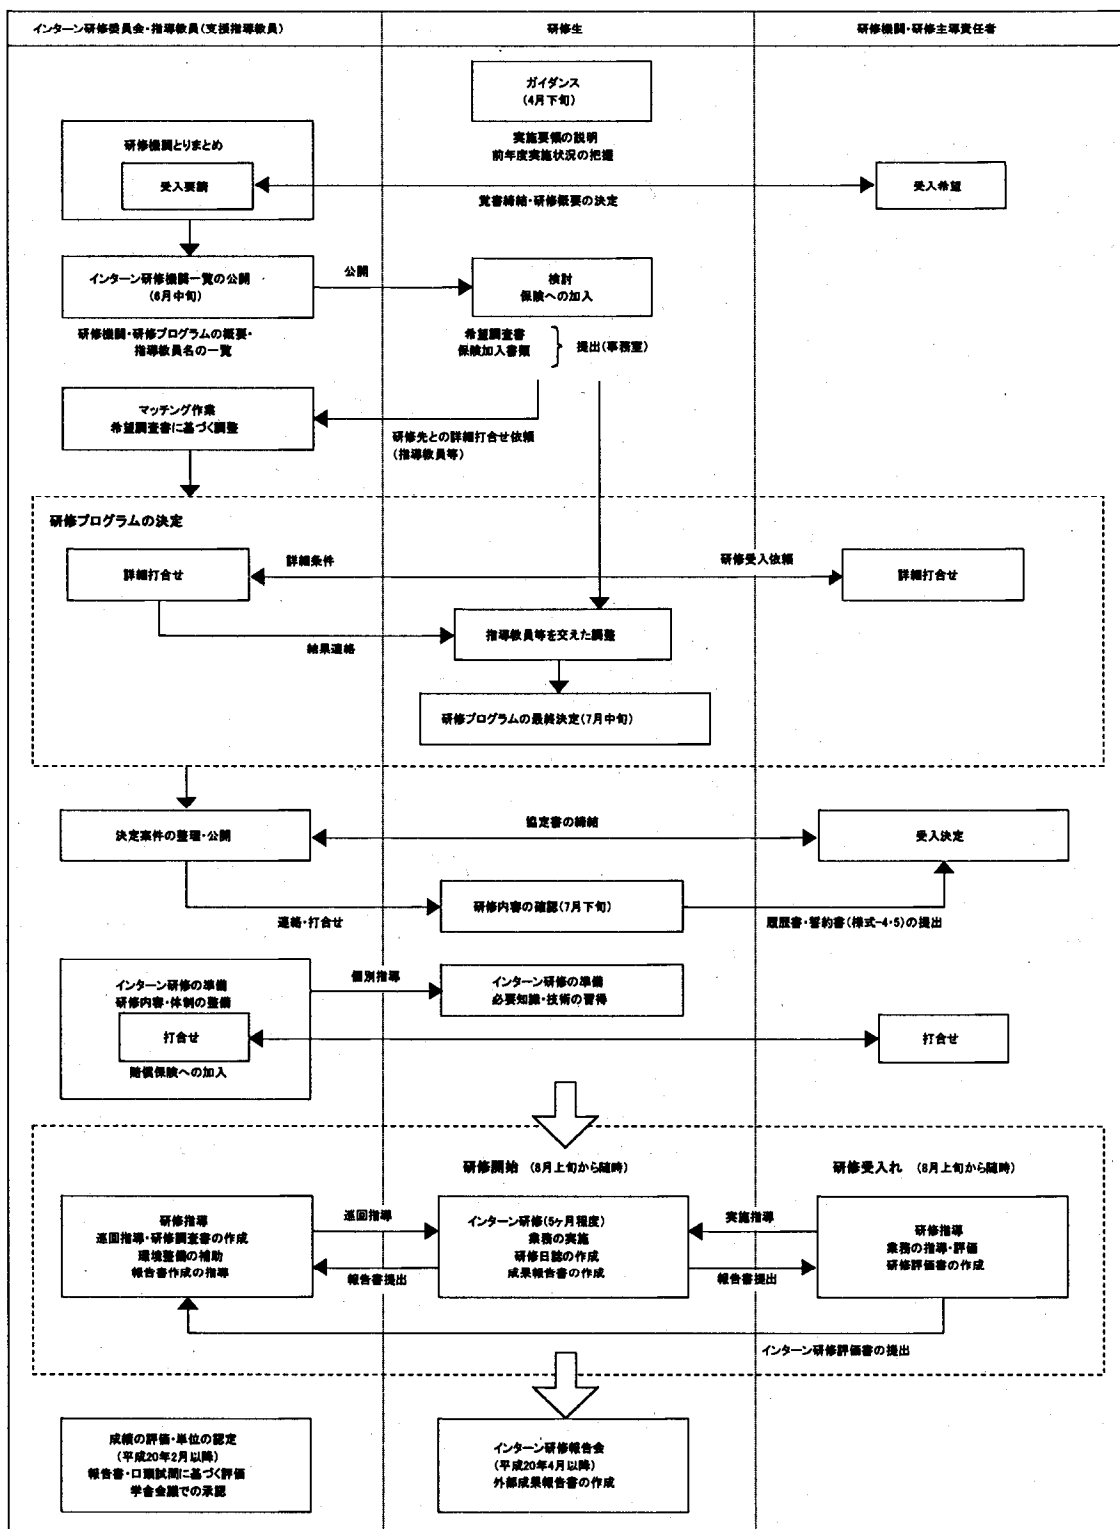 インターン研修委員会・指導教員(支援指導教員)
研修生
研修機関・研修主導責任者
ガイダンス
(4月下旬)
実施要領の説明
前年度実施状況の把握
研修機関とりまとめ
受入要請
受入希望
覚書締結・研修概要の決定
インターン研修機関一覧の公開
(6月中旬)
公開
検討
保険への加入
研修機関・研修プログラムの概要・
指導教員名の一覧
希望調査書
保険加入書類
提出(事務室)
マッチング作業
希望調査書に基づく調整
研修先との詳細打合せ依頼
(指導教員等)
研修プログラムの決定
詳細打合せ
詳細条件
研修受入依頼
詳細打合せ
結果連絡
指導教員等を交えた調整
研修プログラムの最終決定(7月中旬)
決定案件の整理・公開
協定書の締結
受入決定
連絡・打合せ
研修内容の確認(7月下旬)
履歴書・誓約書(様式-4・5)の提出
インターン研修の準備
研修内容・体制の整備
打合せ
賠償保険への加入
個別指導
インターン研修の準備
必要知識・技術の習得
打合せ
研修開始 (8月上旬から随時)
研修受入れ (8月上旬から随時)
研修指導
巡回指導・研修調査書の作成
環境整備の補助
報告書作成の指導
巡回指導
報告書提出
インターン研修(5ヶ月程度)
業務の実施
研修日誌の作成
成果報告書の作成
実施指導
報告書提出
研修指導
業務の指導・評価
研修評価書の作成
インターン研修評価書の提出
成績の評価・単位の認定
(平成20年2月以降)
報告書・口頭試問に基づく評価
学舎会議での承認
インターン研修報告会
(平成20年4月以降)
外部成果報告書の作成